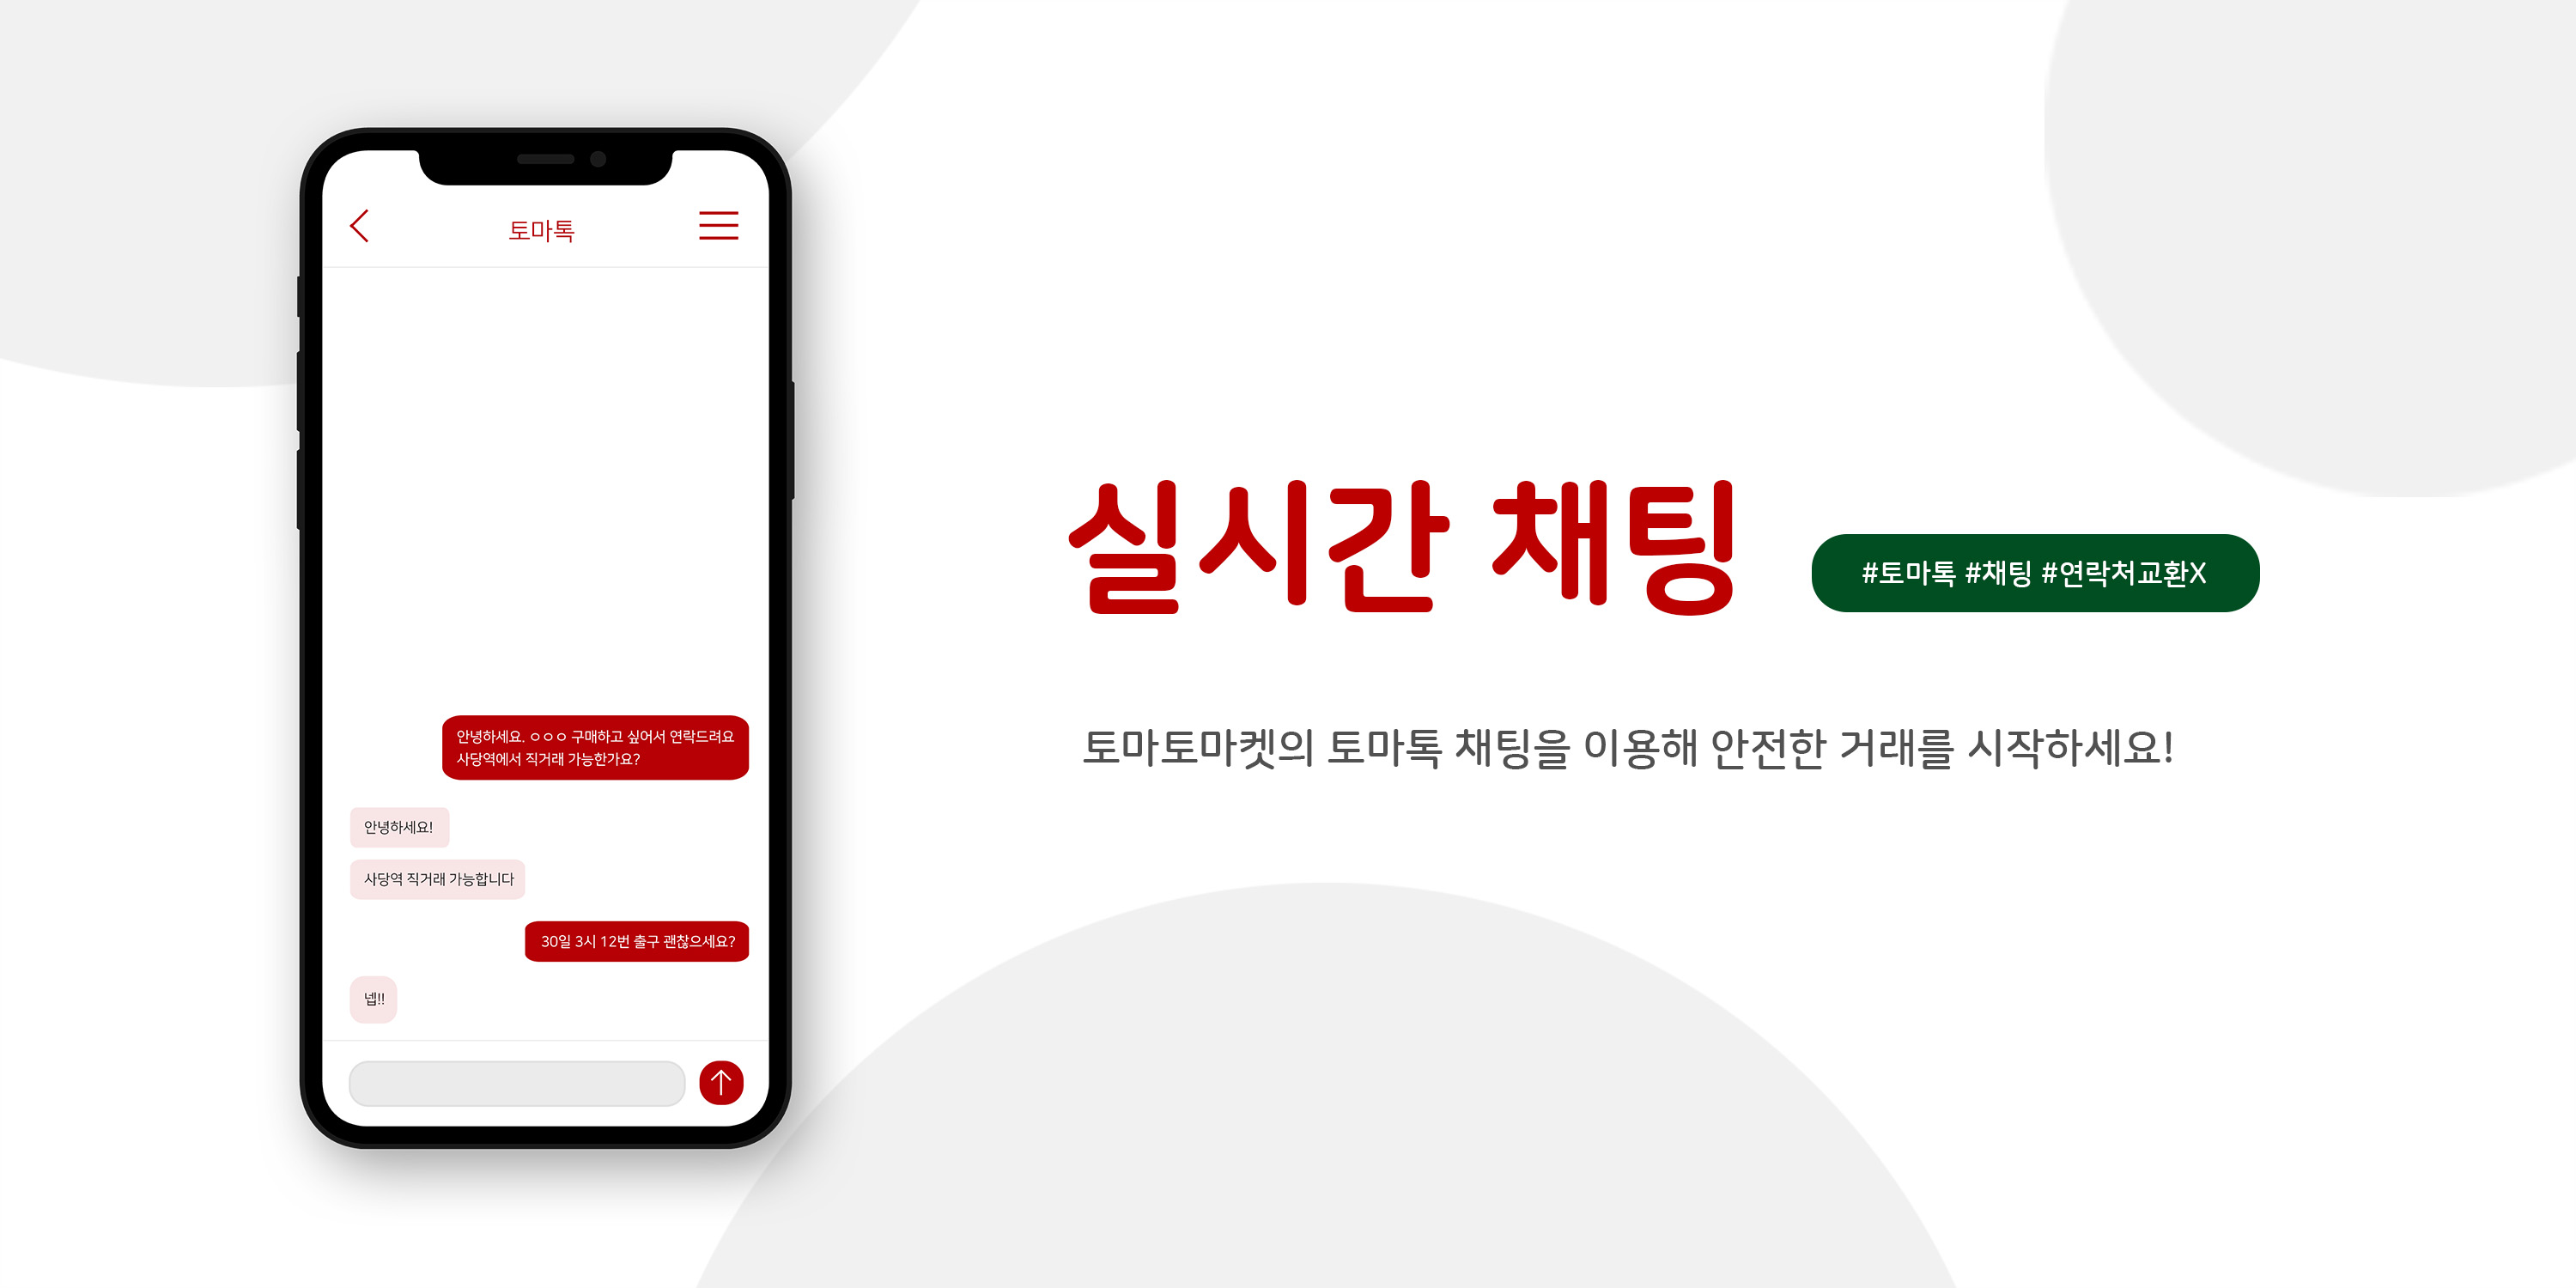 토마톡
안녕하세요. ㅇㅇㅇ 구매하고 싶어서 연락드려요
사당역에서 직거래 가능한가요?
안녕하세요!
사당역 직거래 가능합니다
30일 3시 12번 출구 괜찮으세요?
넵!!
실시간 채팅
#토마톡 #채팅 #연락처교환X
토마토마켓의 토마톡 채팅을 이용해 안전한 거래를 시작하세요!